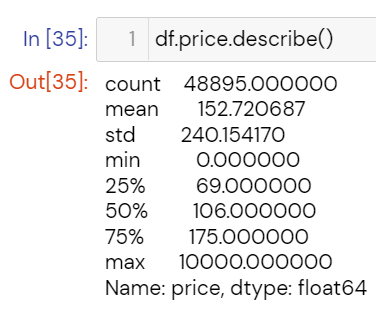 In [35]: 1 df.price.describe()
Out[35]: count 48895.000000
mean 152.720687
std 240.154170
min 0.000000
25% 69.000000
50% 106.000000
75% 175.000000
max 10000.000000
Name: price, dtype: float64